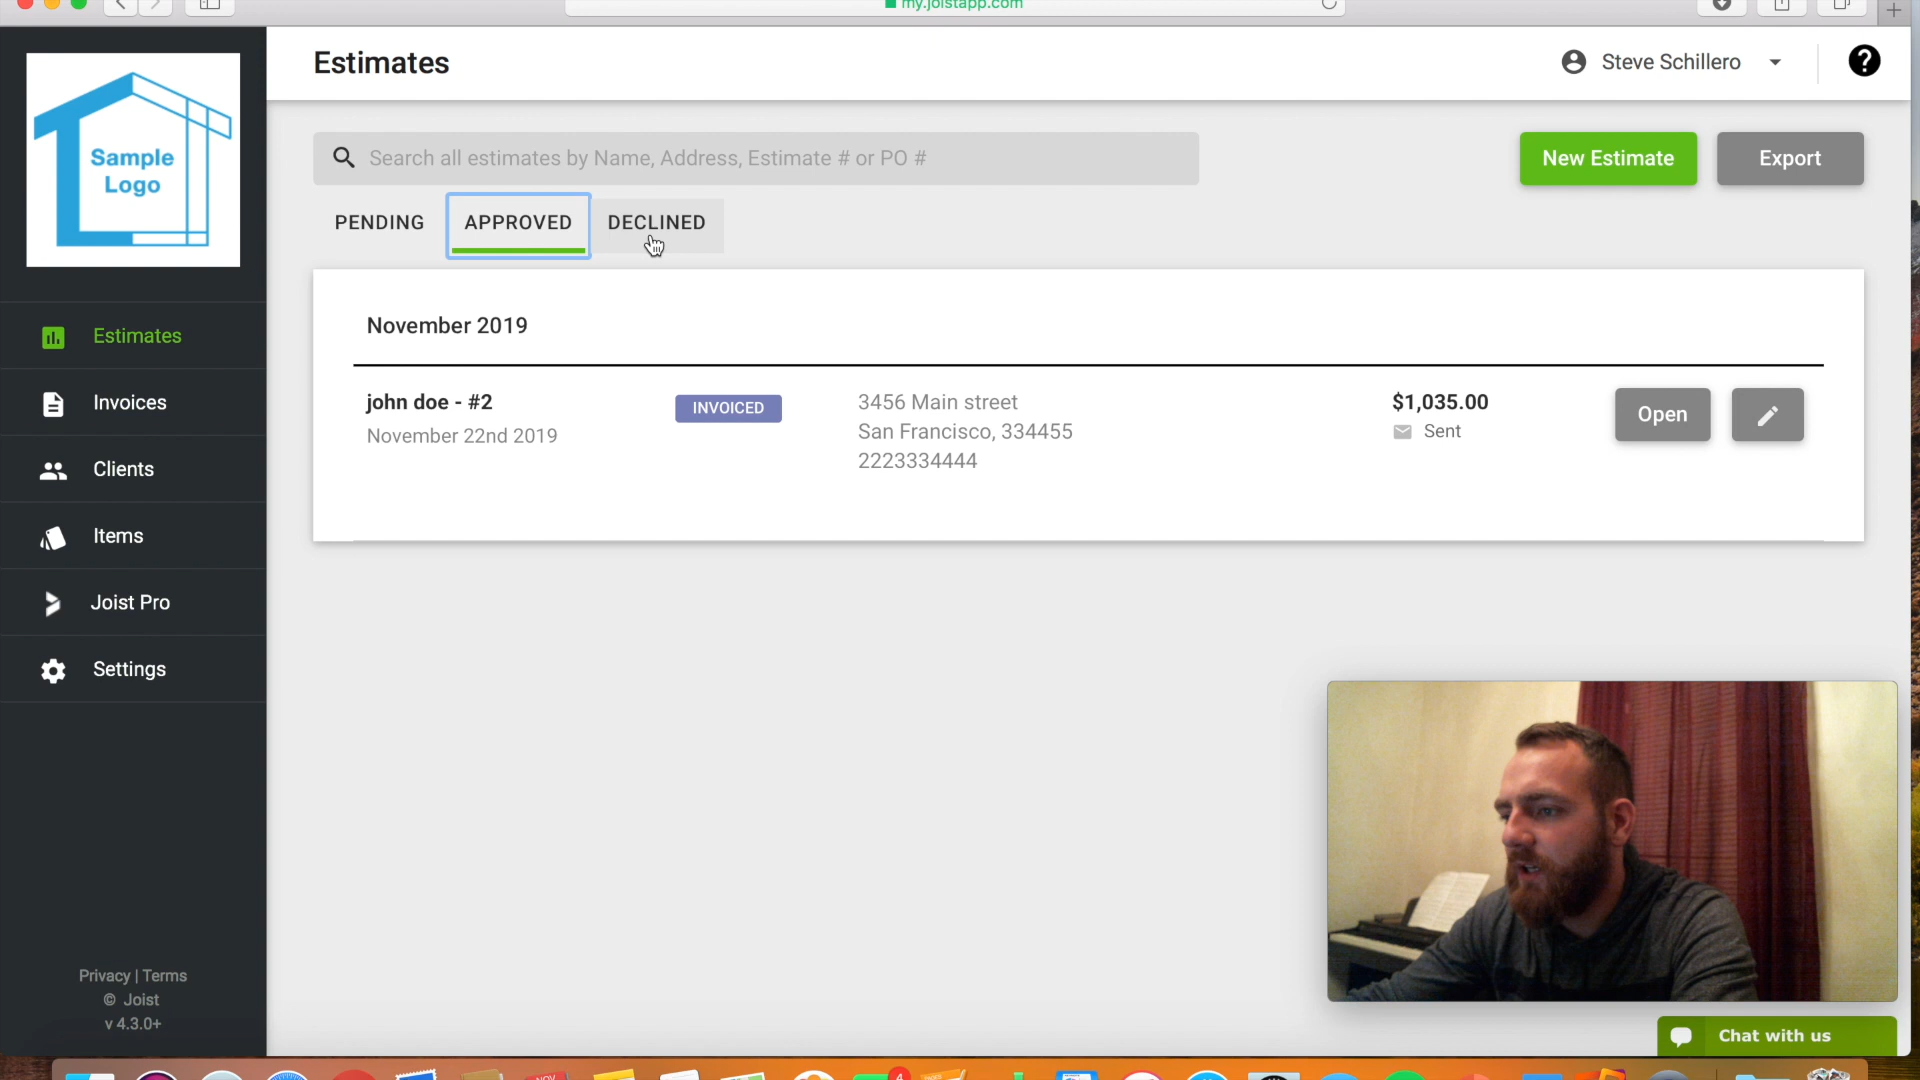 my.joistapp.com
Sample
Logo
Estimates
Steve Schillero
?
Search all estimates by Name, Address, Estimate # or PO #
New Estimate
Export
PENDING
APPROVED
DECLINED
November 2019
john doe - #2
November 22nd 2019
INVOICED
3456 Main street
San Francisco, 334455
2223334444
$1,035.00
Sent
Open
Estimates
Invoices
Clients
Items
Joist Pro
Settings
Privacy | Terms
© Joist
v 4.3.0+
Chat with us
NOV
4